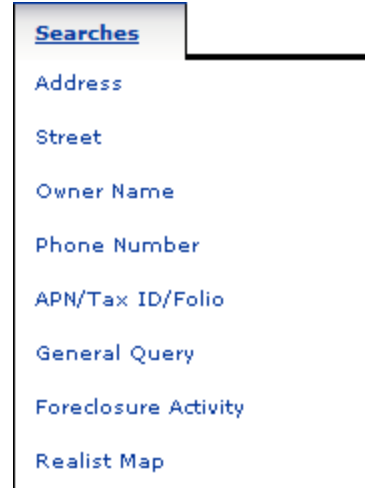 Searches
Address
Street
Owner Name
Phone Number
APN/Tax ID/Folio
General Query
Foreclosure Activity
Realist Map